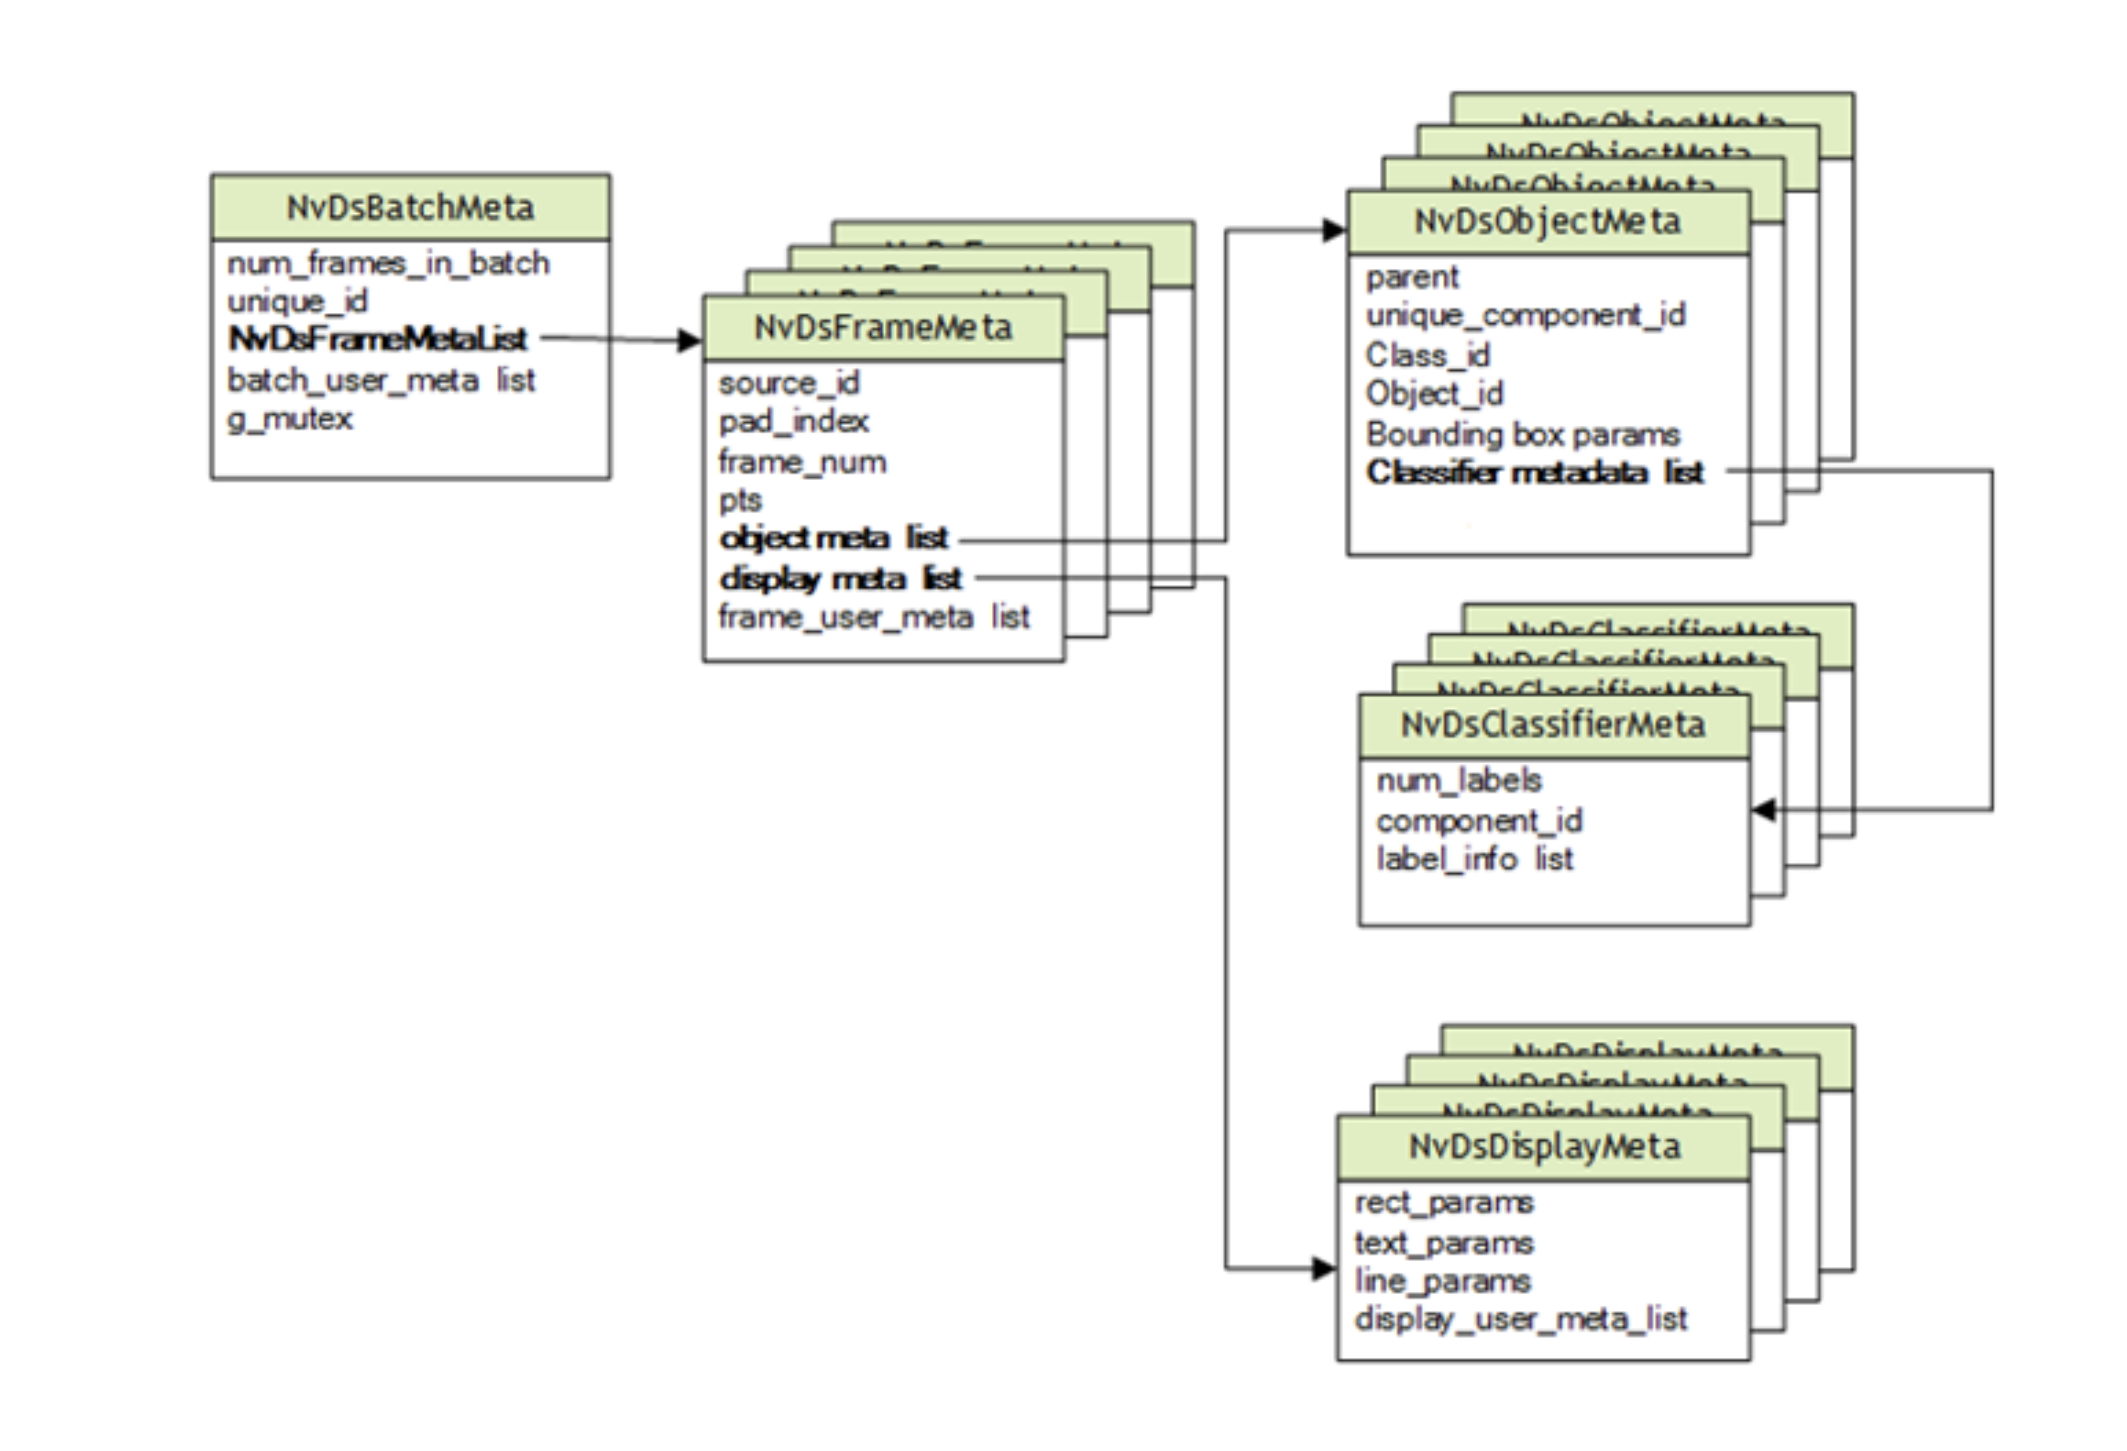 NvDsBatchMeta
num_frames_in_batch
unique_id
NvDsFrameMetaList
batch_user_meta list
g_mutex
NvDsFrameMeta
source_id
pad_index
frame_num
pts
object meta list
display meta list
frame_user_meta list
NvDsObjectMeta
NvDsObjectMeta
NvDsObjectMeta
NvDsObjectMeta
parent
unique_component_id
Class_id
Object_id
Bounding box params
Classifier metadata list
NvDsClassifierMeta
NvDsClassifierMeta
NvDsClassifierMeta
NvDsClassifierMeta
num_labels
component_id
label_info list
NvDsDisplayMeta
NvDsDisplayMeta
NvDsDisplayMeta
NvDsDisplayMeta
rect_params
text_params
line_params
display_user_meta_list